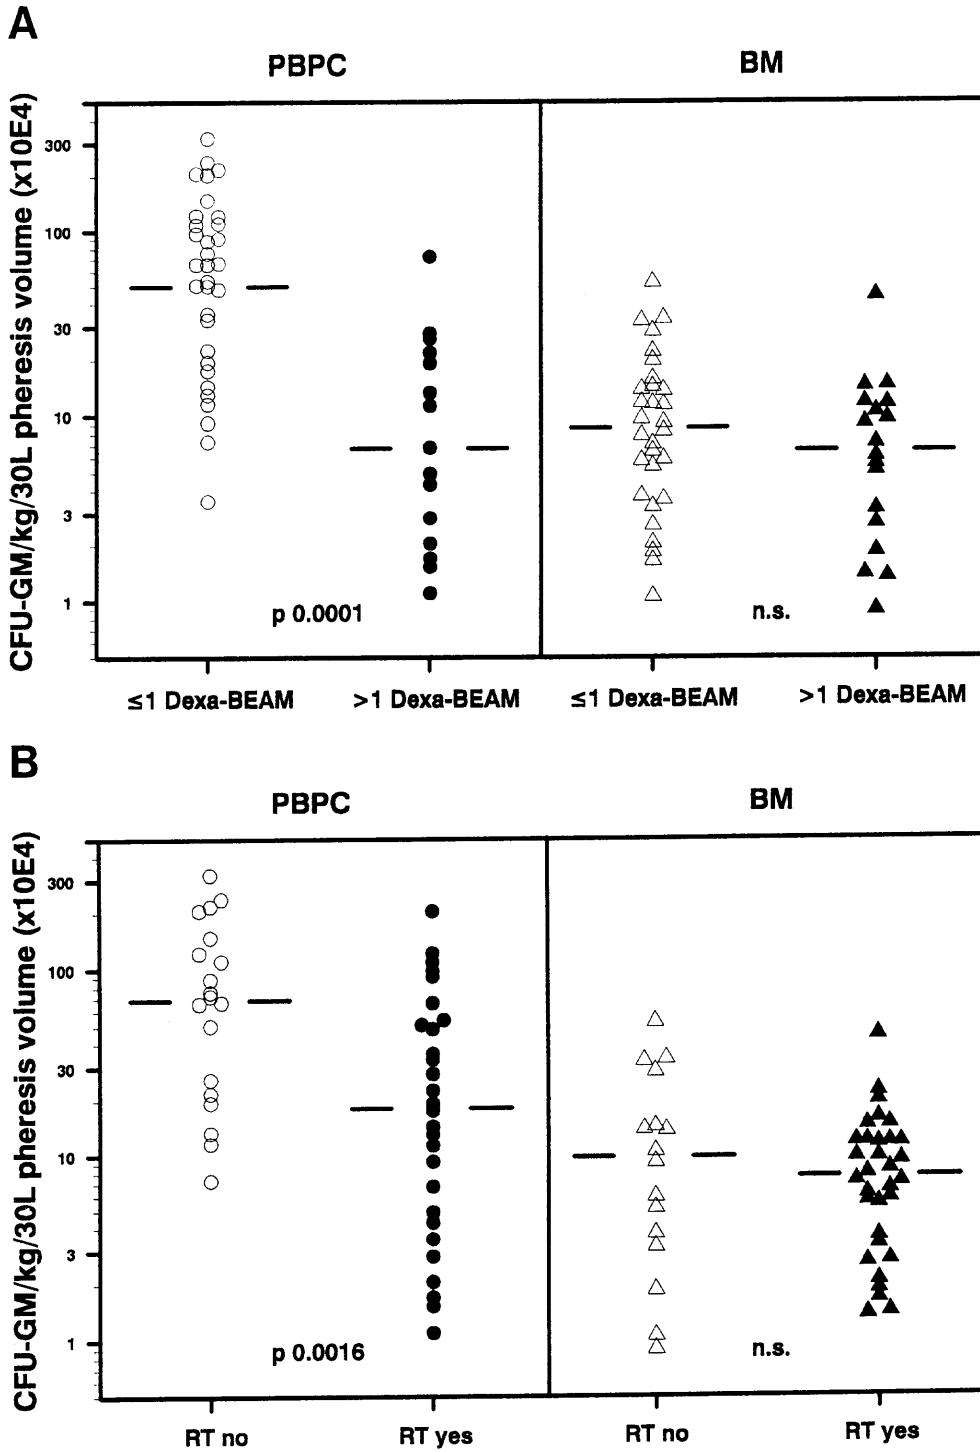 A
PBPC
BM
CFU-GM/kg/30L pheresis volume (x10E4)
300
100
30
10
3
1
p 0.0001
n.s.
≤1 Dexa-BEAM
>1 Dexa-BEAM
≤1 Dexa-BEAM
>1 Dexa-BEAM
B
PBPC
BM
CFU-GM/kg/30L pheresis volume (x10E4)
300
100
30
10
3
1
p 0.0016
n.s.
RT no
RT yes
RT no
RT yes